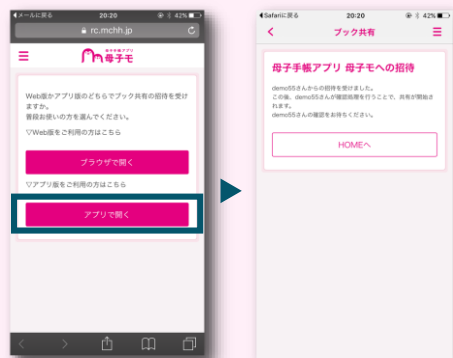 メールに戻る 20:20 42%
rc.mchh.jp
母子手帳アプリ
母子モ
Web版かアプリ版のどちらでブック共有の招待を受け
ますか。
普段お使いの方を選んでください。
▽Web版をご利用の方はこちら
ブラウザで開く
▽アプリ版をご利用の方はこちら
アプリで開く
Safariに戻る 20:20 42%
ブック共有
母子手帳アプリ 母子モへの招待
demo55さんからの招待を受けました。
この後、demo55さんが確認処理を行うことで、共有が開始さ
れます。
demo55さんの確認をお待ちください。
HOMEへ